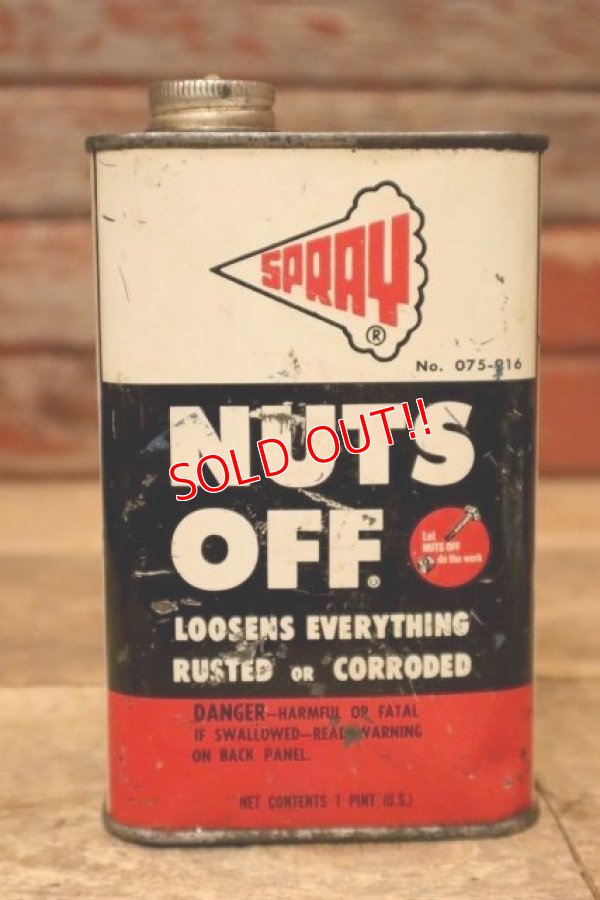 SPRAY
®
No. 075-916
NUTS
SOLD OUT!!
OFF®
Let
NUTS OFF
do the work
LOOSENS EVERYTHING
RUSTED OR CORRODED
DANGER—HARMFUL OR FATAL
IF SWALLOWED—READ WARNING
ON BACK PANEL.
NET CONTENTS 1 PINT (U.S.)